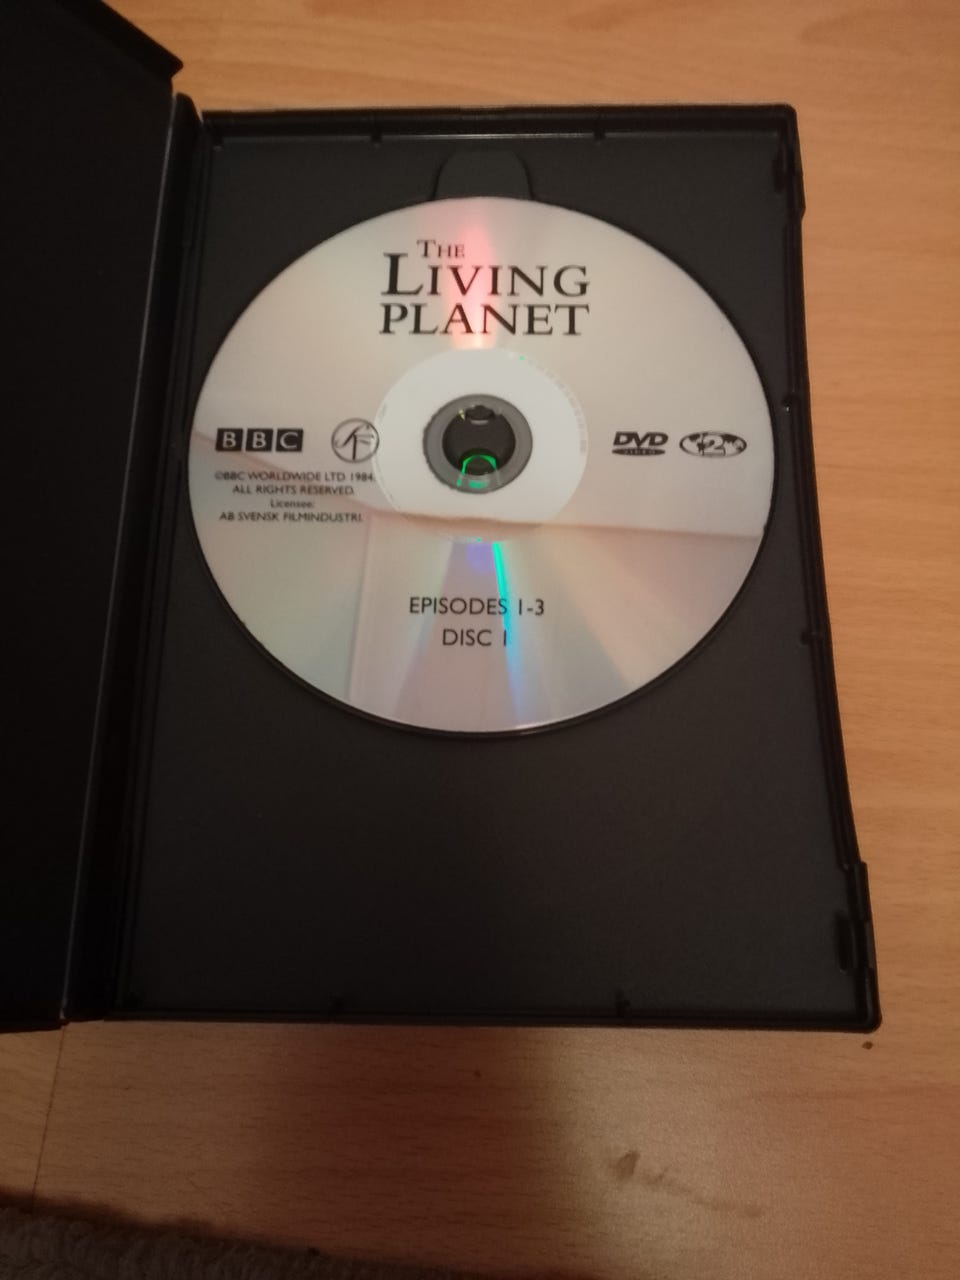 THE
LIVING
PLANET
BBC
SF
DVD
VIDEO
2
©BBC WORLDWIDE LTD. 1984.
ALL RIGHTS RESERVED.
Licensee:
AB SVENSK FILMINDUSTRI.
EPISODES 1-3
DISC 1